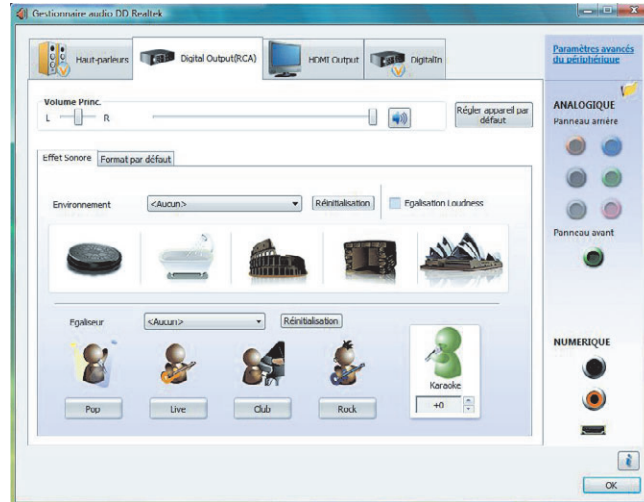 Gestionnaire audio DD Realtek
Haut-parleurs
Digital Output(RCA)
HDMI Output
DigitalIn
Paramètres avancés
du périphérique
Volume Princ.
L
R
Régler appareil par
défaut
ANALOGIQUE
Panneau arrière
Effet Sonore
Format par défaut
Environnement
<Aucun>
Réinitialisation
Egalisation Loudness
Panneau avant
Egaliseur
<Aucun>
Réinitialisation
Karaoke
+0
Pop
Live
Club
Rock
NUMERIQUE
OK